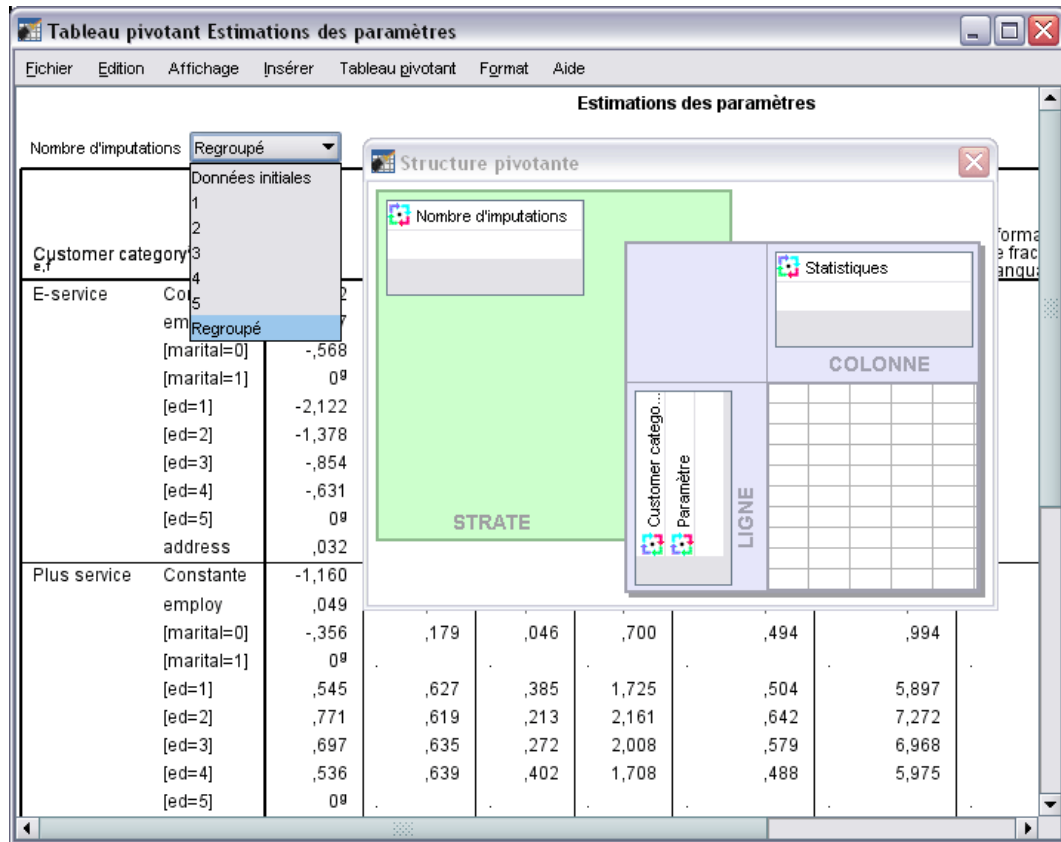 Tableau pivotant Estimations des paramètres
Fichier Edition Affichage Insérer Tableau pivotant Format Aide
Estimations des paramètres
Nombre d'imputations Regroupé
Données initiales
1
2
3
4
5
Regroupé
Structure pivotante
Nombre d'imputations
STRATE
Statistiques
COLONNE
Customer catego...
Paramètre
LIGNE
Customer category
e,f
E-service
[marital=0] -,568
[marital=1] 0g
[ed=1] -2,122
[ed=2] -1,378
[ed=3] -,854
[ed=4] -,631
[ed=5] 0g
address ,032
Plus service Constante -1,160
employ ,049
[marital=0] -,356 ,179 ,046 ,700 ,494 ,994
[marital=1] 0g . . . . . .
[ed=1] ,545 ,627 ,385 1,725 ,504 5,897
[ed=2] ,771 ,619 ,213 2,161 ,642 7,272
[ed=3] ,697 ,635 ,272 2,008 ,579 6,968
[ed=4] ,536 ,639 ,402 1,708 ,488 5,975
[ed=5] 0g . . . . . .